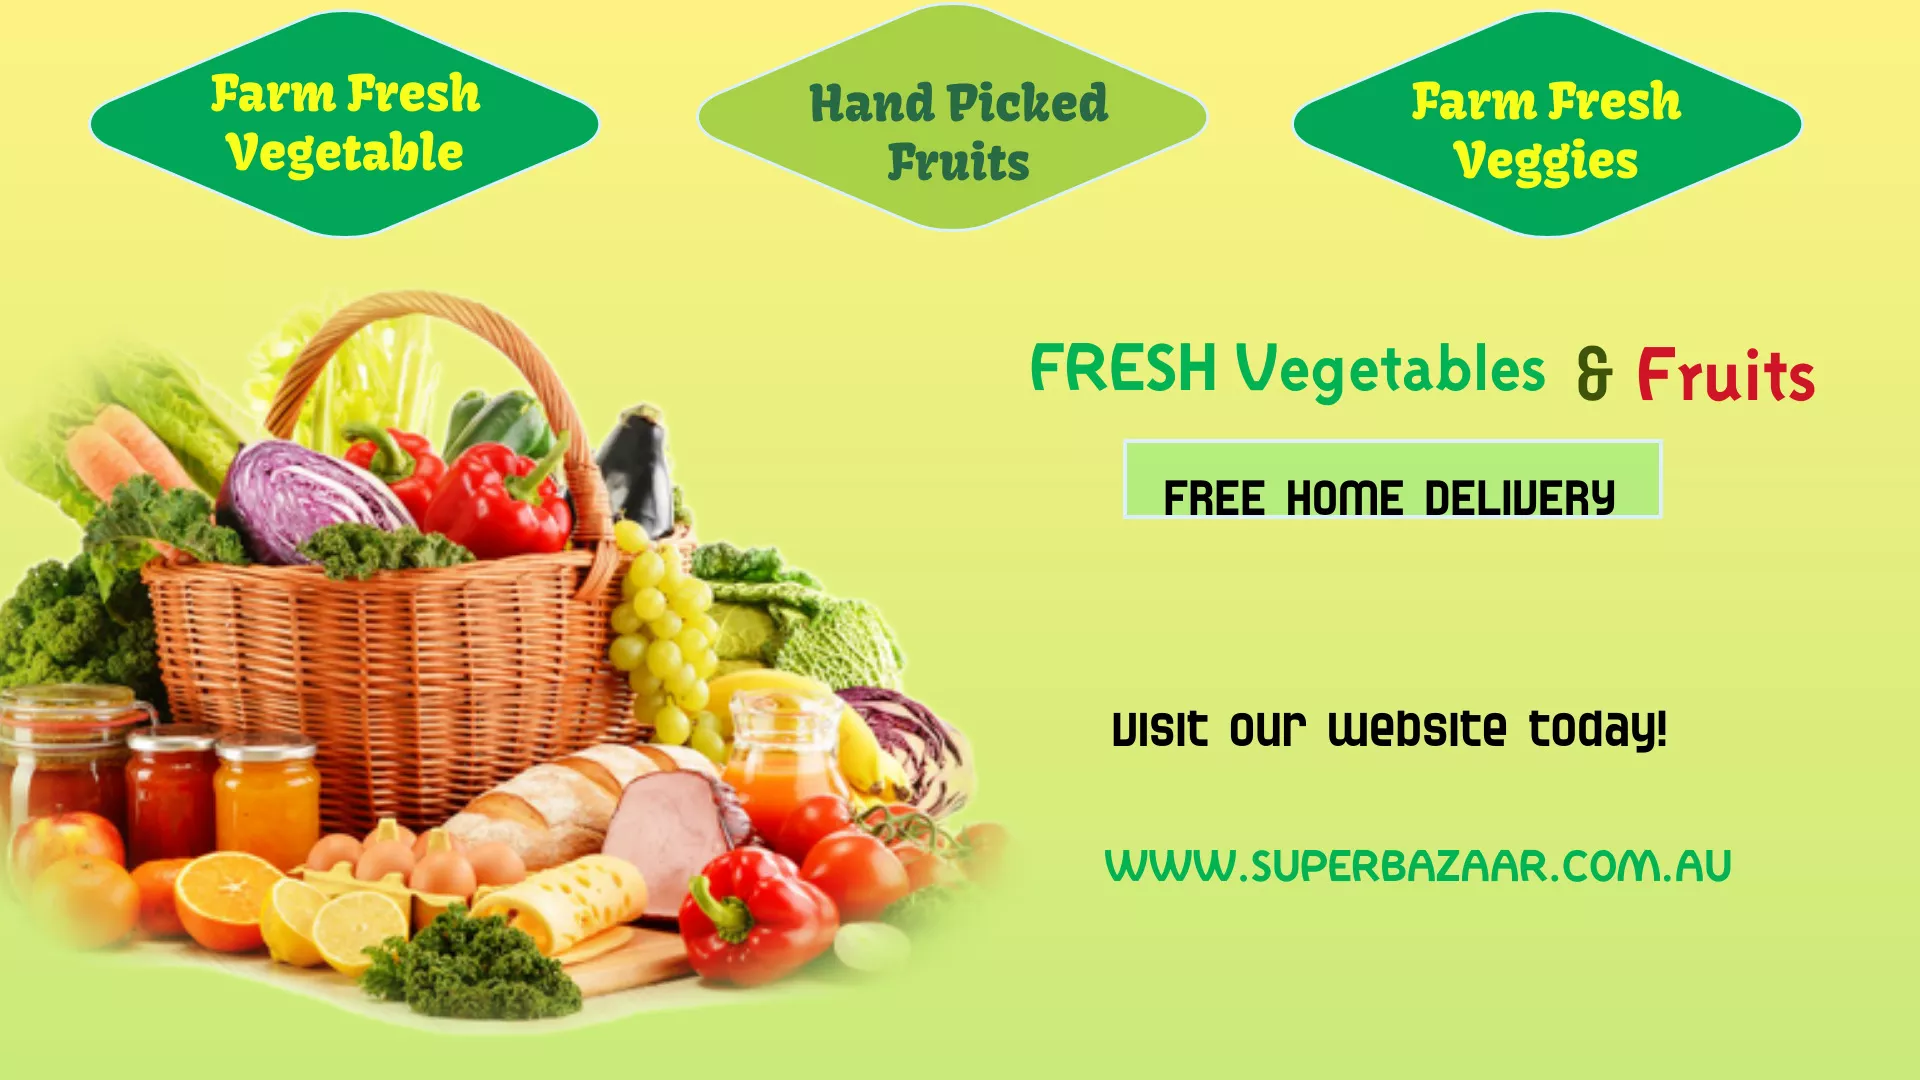 Farm Fresh
Vegetable
Hand Picked
Fruits
Farm Fresh
Veggies
FRESH Vegetables & Fruits
FREE HOME DELIVERY
visit our website today!
WWW.SUPERBAZAAR.COM.AU